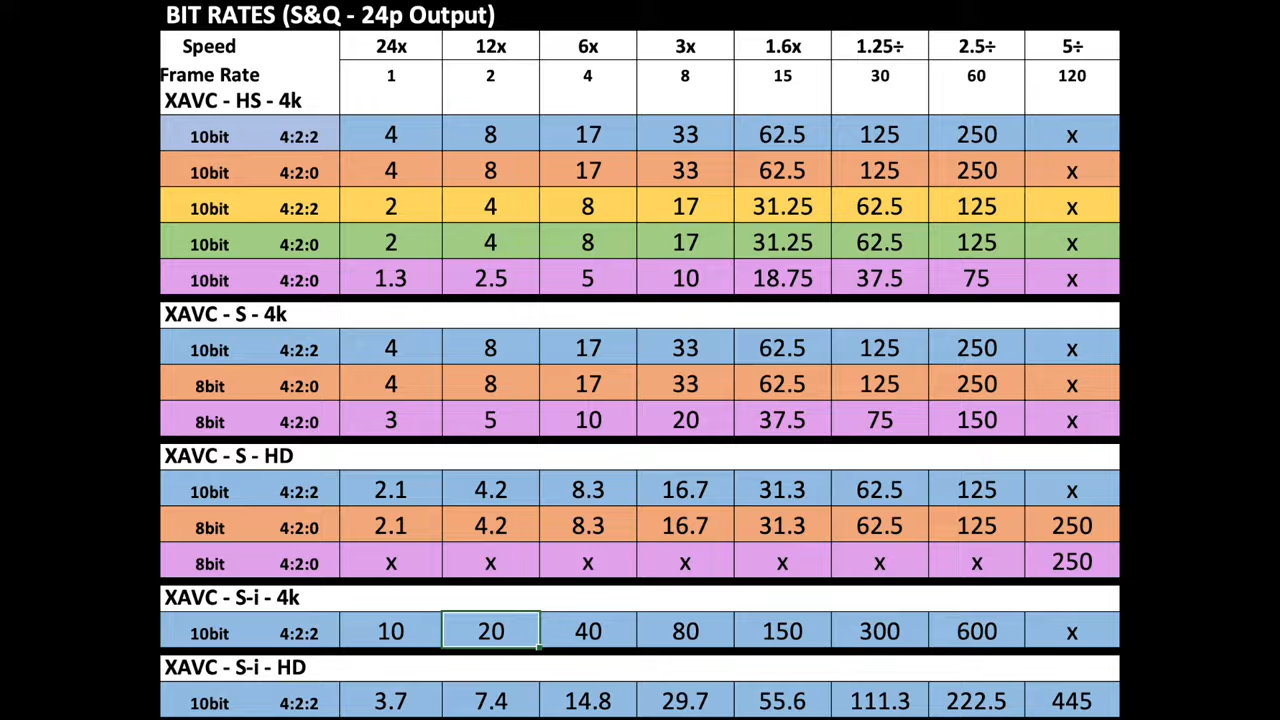 BIT RATES (S&Q - 24p Output)
Speed 24x 12x 6x 3x 1.6x 1.25÷ 2.5÷ 5÷
Frame Rate 1 2 4 8 15 30 60 120
XAVC - HS - 4k
10bit 4:2:2 4 8 17 33 62.5 125 250 x
10bit 4:2:0 4 8 17 33 62.5 125 250 x
10bit 4:2:2 2 4 8 17 31.25 62.5 125 x
10bit 4:2:0 2 4 8 17 31.25 62.5 125 x
10bit 4:2:0 1.3 2.5 5 10 18.75 37.5 75 x
XAVC - S - 4k
10bit 4:2:2 4 8 17 33 62.5 125 250 x
8bit 4:2:0 4 8 17 33 62.5 125 250 x
8bit 4:2:0 3 5 10 20 37.5 75 150 x
XAVC - S - HD
10bit 4:2:2 2.1 4.2 8.3 16.7 31.3 62.5 125 x
8bit 4:2:0 2.1 4.2 8.3 16.7 31.3 62.5 125 250
8bit 4:2:0 x x x x x x x 250
XAVC - S-i - 4k
10bit 4:2:2 10 20 40 80 150 300 600 x
XAVC - S-i - HD
10bit 4:2:2 3.7 7.4 14.8 29.7 55.6 111.3 222.5 445